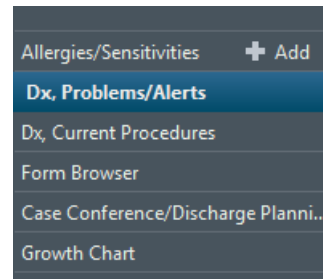 Allergies/Sensitivities + Add
Dx, Problems/Alerts
Dx, Current Procedures
Form Browser
Case Conference/Discharge Planni...
Growth Chart